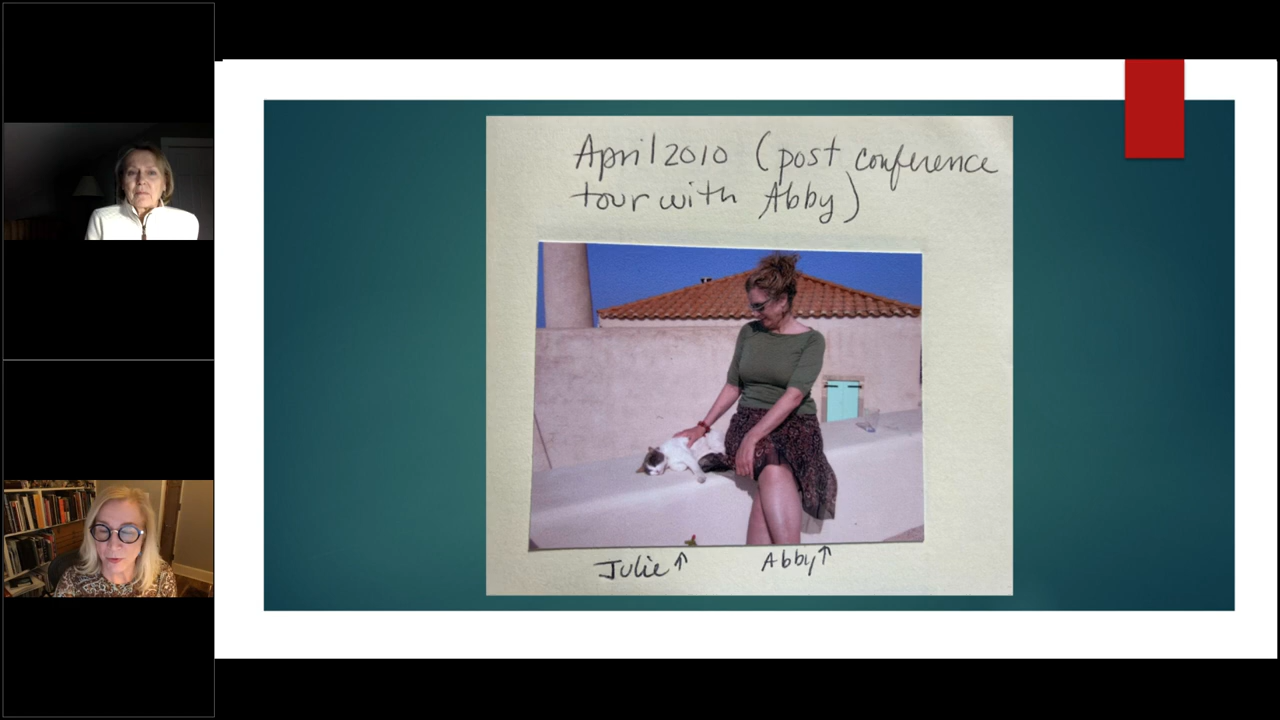 April 2010 (post conference
tour with Abby)
Julie↑ Abby↑